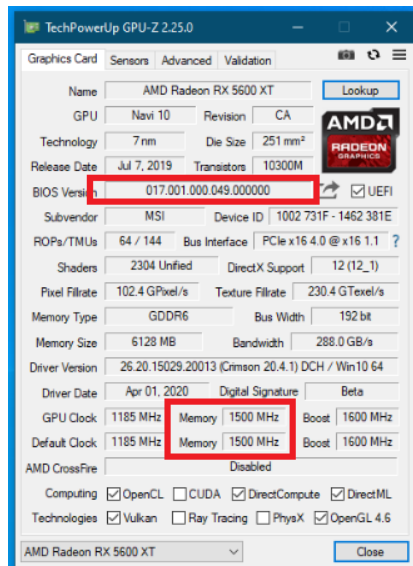 TechPowerUp GPU-Z 2.25.0
Graphics Card Sensors Advanced Validation
Name AMD Radeon RX 5600 XT Lookup
GPU Navi 10 Revision CA
AMD
RADEON
GRAPHICS
Technology 7 nm Die Size 251 mm²
Release Date Jul 7, 2019 Transistors 10300M
BIOS Version 017.001.000.049.000000 UEFI
Subvendor MSI Device ID 1002 731F - 1462 381E
ROPs/TMUs 64 / 144 Bus Interface PCIe x16 4.0 @ x16 1.1 ?
Shaders 2304 Unified DirectX Support 12 (12_1)
Pixel Fillrate 102.4 GPixel/s Texture Fillrate 230.4 GTexel/s
Memory Type GDDR6 Bus Width 192 bit
Memory Size 6128 MB Bandwidth 288.0 GB/s
Driver Version 26.20.15029.20013 (Crimson 20.4.1) DCH / Win10 64
Driver Date Apr 01, 2020 Digital Signature Beta
GPU Clock 1185 MHz Memory 1500 MHz Boost 1600 MHz
Default Clock 1185 MHz Memory 1500 MHz Boost 1600 MHz
AMD CrossFire Disabled
Computing OpenCL CUDA DirectCompute DirectML
Technologies Vulkan Ray Tracing PhysX OpenGL 4.6
AMD Radeon RX 5600 XT Close